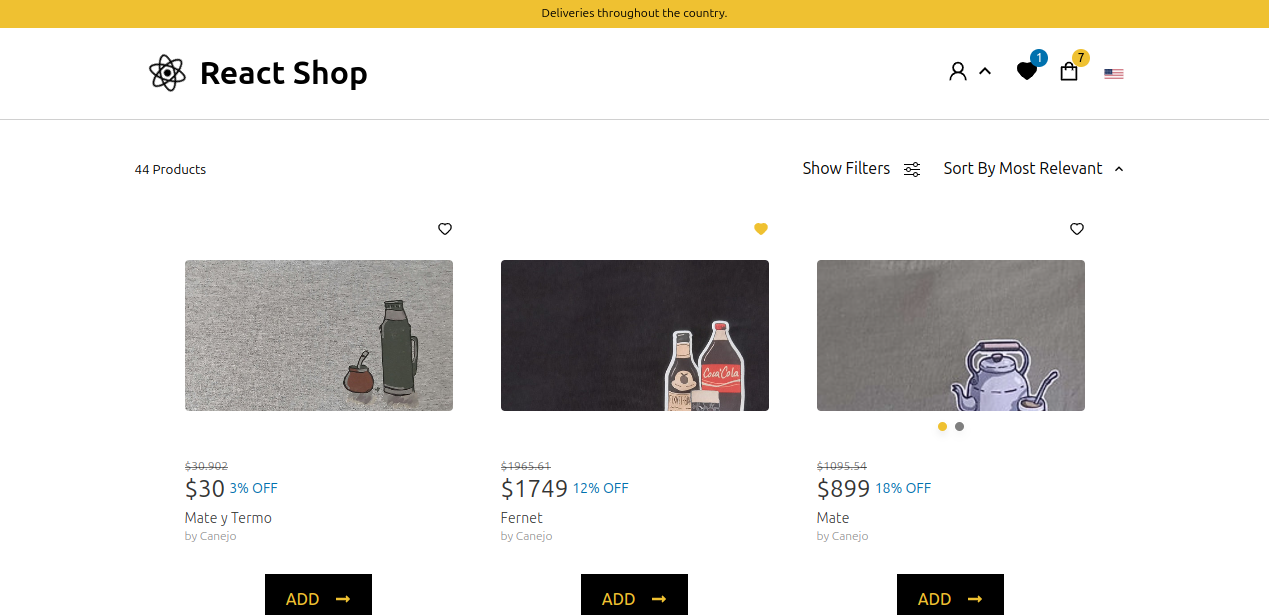 Deliveries throughout the country.
React Shop
1
7
44 Products
Show Filters
Sort By Most Relevant
Coca-Cola
$30.902
$1965.61
$1095.54
$30 3% OFF
$1749 12% OFF
$899 18% OFF
Mate y Termo
Fernet
Mate
by Canejo
by Canejo
by Canejo
ADD
ADD
ADD